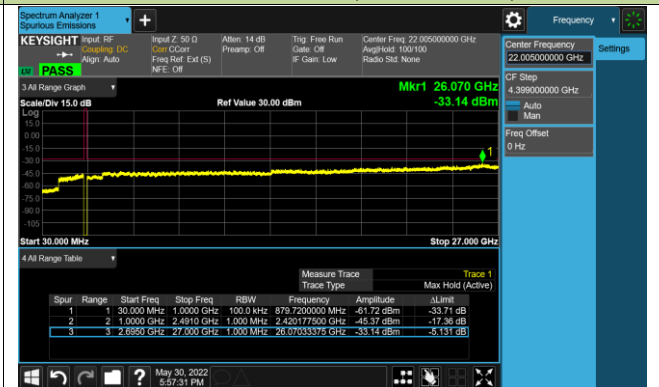 Spectrum Analyzer 1
Spurious Emissions
Frequency
KEYSIGHT
Input: RF
Coupling: DC
Align: Auto
Input Z: 50 Ω
Corr CCorr
Freq Ref: Ext (S)
NFE: Off
Atten: 14 dB
Preamp: Off
Trig: Free Run
Gate: Off
IF Gain: Low
Center Freq: 22.005000000 GHz
Avg|Hold: 100/100
Radio Std: None
PASS
Center Frequency
22.005000000 GHz
Settings
CF Step
4.399000000 GHz
Auto
Man
Freq Offset
0 Hz
3 All Range Graph
Mkr1 26.070 GHz
Scale/Div 15.0 dB
Ref Value 30.00 dBm
-33.14 dBm
Log
15.0
0.00
-15.0
-30.0
-45.0
-60.0
-75.0
-90.0
-105
1
Start 30.000 MHz
Stop 27.000 GHz
4 All Range Table
Measure Trace Trace 1
Trace Type Max Hold (Active)
Spur Range Start Freq Stop Freq RBW Frequency Amplitude ΔLimit
1 1 30.000 MHz 1.0000 GHz 100.0 kHz 879.7200000 MHz -61.72 dBm -33.71 dB
2 2 1.0000 GHz 2.4910 GHz 1.000 MHz 2.420177500 GHz -45.37 dBm -17.36 dB
3 3 2.6950 GHz 27.000 GHz 1.000 MHz 26.07033375 GHz -33.14 dBm -5.131 dB
May 30, 2022
5:57:31 PM